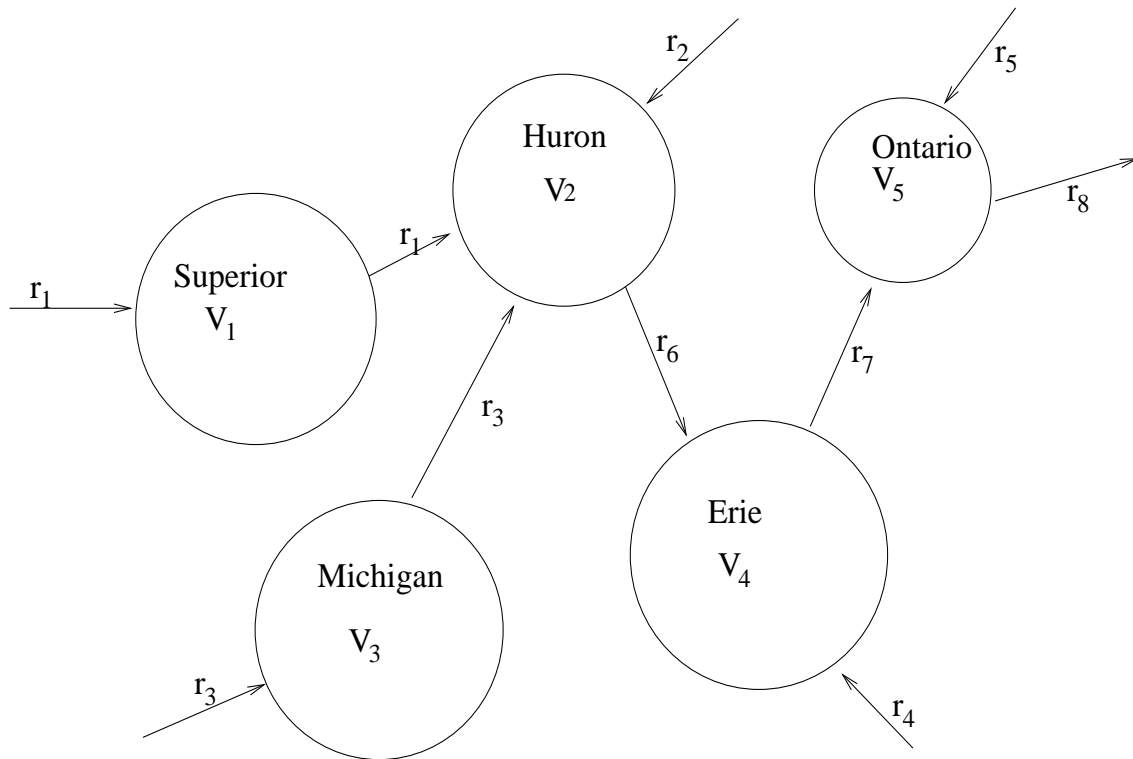 r₂
r₅
Huron
V₂
Ontario
V₅
r₈
r₁
Superior
V₁
r₁
r₆
r₇
r₃
Erie
V₄
Michigan
V₃
r₃
r₄